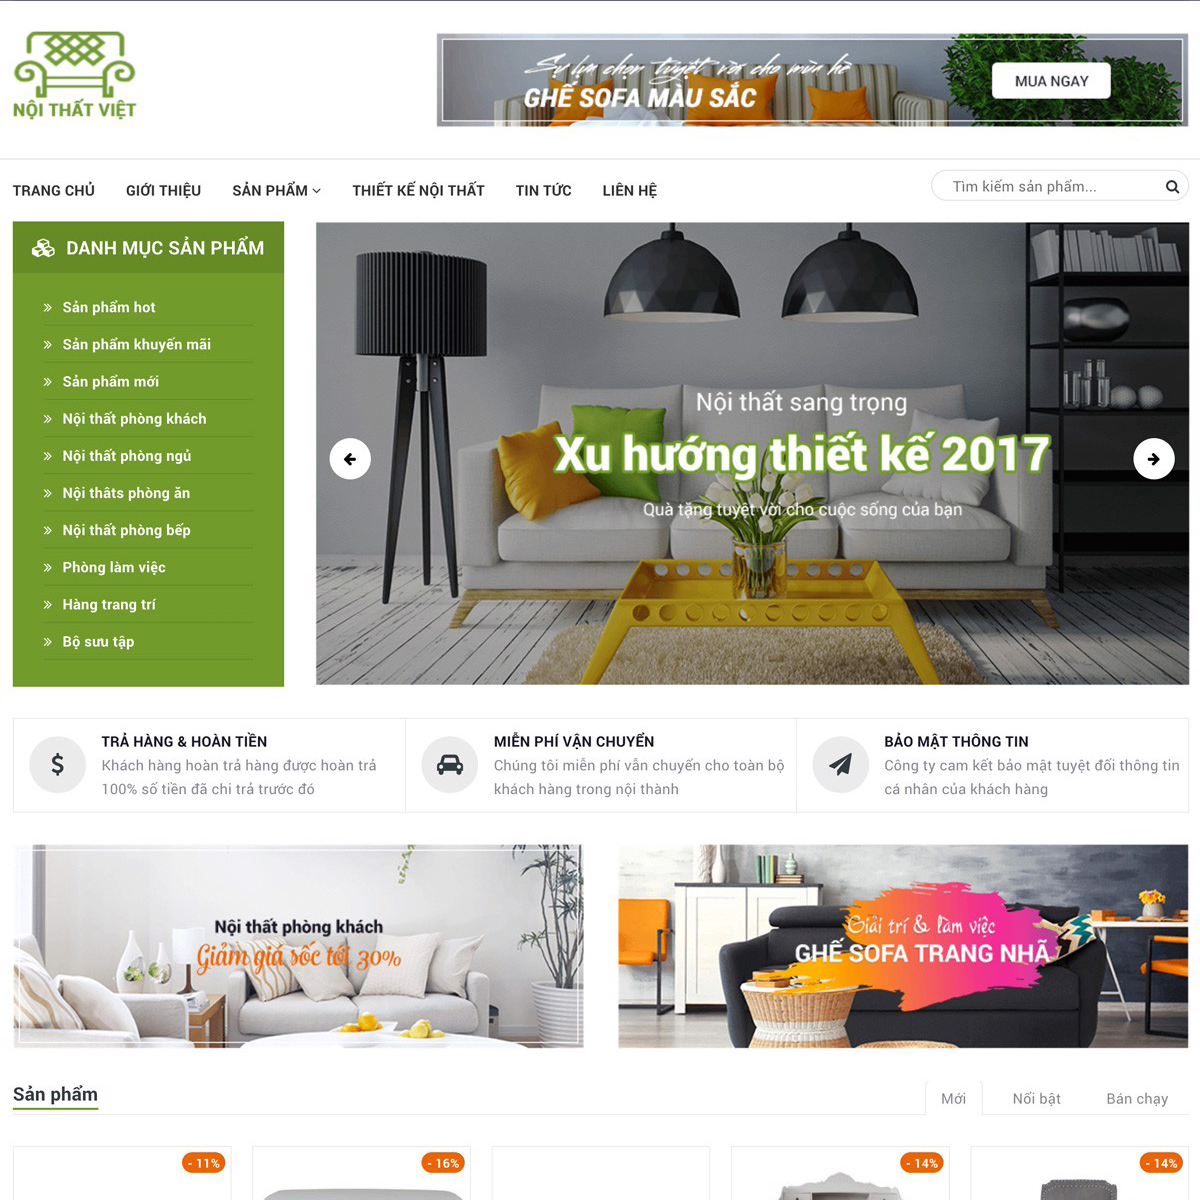 NỘI THẤT VIỆT
Sự lựa chọn tuyệt vời cho mùa hè
GHẾ SOFA MÀU SẮC
MUA NGAY
TRANG CHỦ GIỚI THIỆU SẢN PHẨM THIẾT KẾ NỘI THẤT TIN TỨC LIÊN HỆ
Tìm kiếm sản phẩm...
DANH MỤC SẢN PHẨM
Sản phẩm hot
Sản phẩm khuyến mãi
Sản phẩm mới
Nội thất phòng khách
Nội thất phòng ngủ
Nội thâts phòng ăn
Nội thất phòng bếp
Phòng làm việc
Hàng trang trí
Bộ sưu tập
Nội thất sang trọng
Xu hướng thiết kế 2017
Quà tặng tuyệt vời cho cuộc sống của bạn
TRẢ HÀNG & HOÀN TIỀN
Khách hàng hoàn trả hàng được hoàn trả
100% số tiền đã chi trả trước đó
MIỄN PHÍ VẬN CHUYỂN
Chúng tôi miễn phí vẫn chuyển cho toàn bộ
khách hàng trong nội thành
BẢO MẬT THÔNG TIN
Công ty cam kết bảo mật tuyệt đối thông tin
cá nhân của khách hàng
Nội thất phòng khách
Giảm giá sốc tới 30%
Giải trí & làm việc
GHẾ SOFA TRANG NHÃ
Sản phẩm
Mới Nổi bật Bán chạy
- 11%
- 16%
- 14%
- 14%